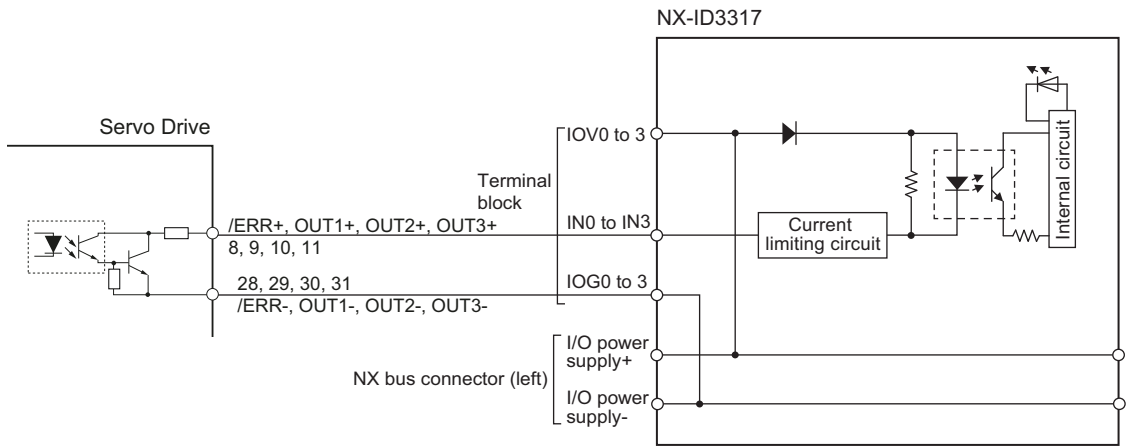 NX-ID3317
Servo Drive
Terminal
block
IOV0 to 3
IN0 to IN3
IOG0 to 3
/ERR+, OUT1+, OUT2+, OUT3+
8, 9, 10, 11
28, 29, 30, 31
/ERR-, OUT1-, OUT2-, OUT3-
Current
limiting circuit
Internal circuit
NX bus connector (left)
I/O power
supply+
I/O power
supply-